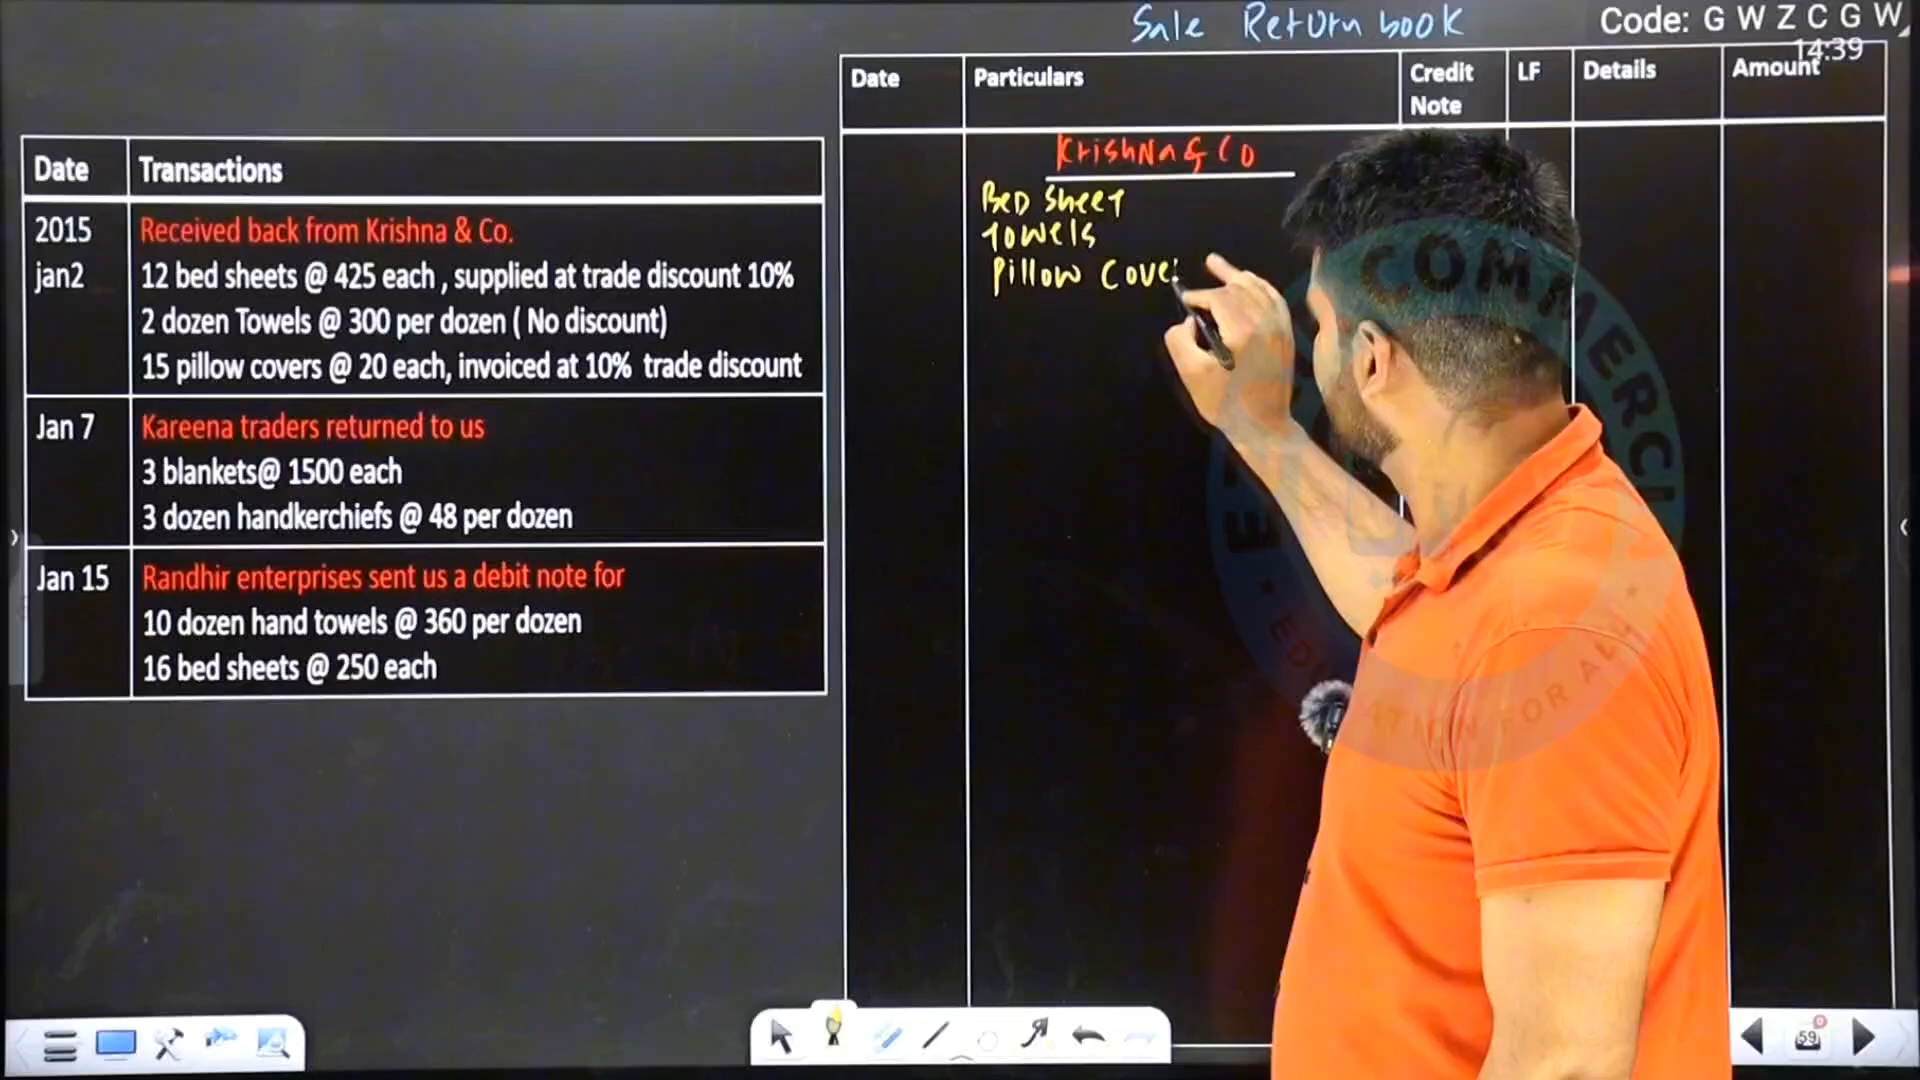 Sale Return book
Code: G W Z C G W
14:39
Date Particulars Credit Note LF Details Amount
Krishna & Co
Bed Sheet
Towels
Pillow Cove
Date Transactions
2015 Received back from Krishna & Co.
jan2 12 bed sheets @ 425 each , supplied at trade discount 10%
2 dozen Towels @ 300 per dozen ( No discount)
15 pillow covers @ 20 each, invoiced at 10% trade discount
Jan 7 Kareena traders returned to us
3 blankets@ 1500 each
3 dozen handkerchiefs @ 48 per dozen
Jan 15 Randhir enterprises sent us a debit note for
10 dozen hand towels @ 360 per dozen
16 bed sheets @ 250 each
COMMERCE
EDUCATION FOR ALL
59